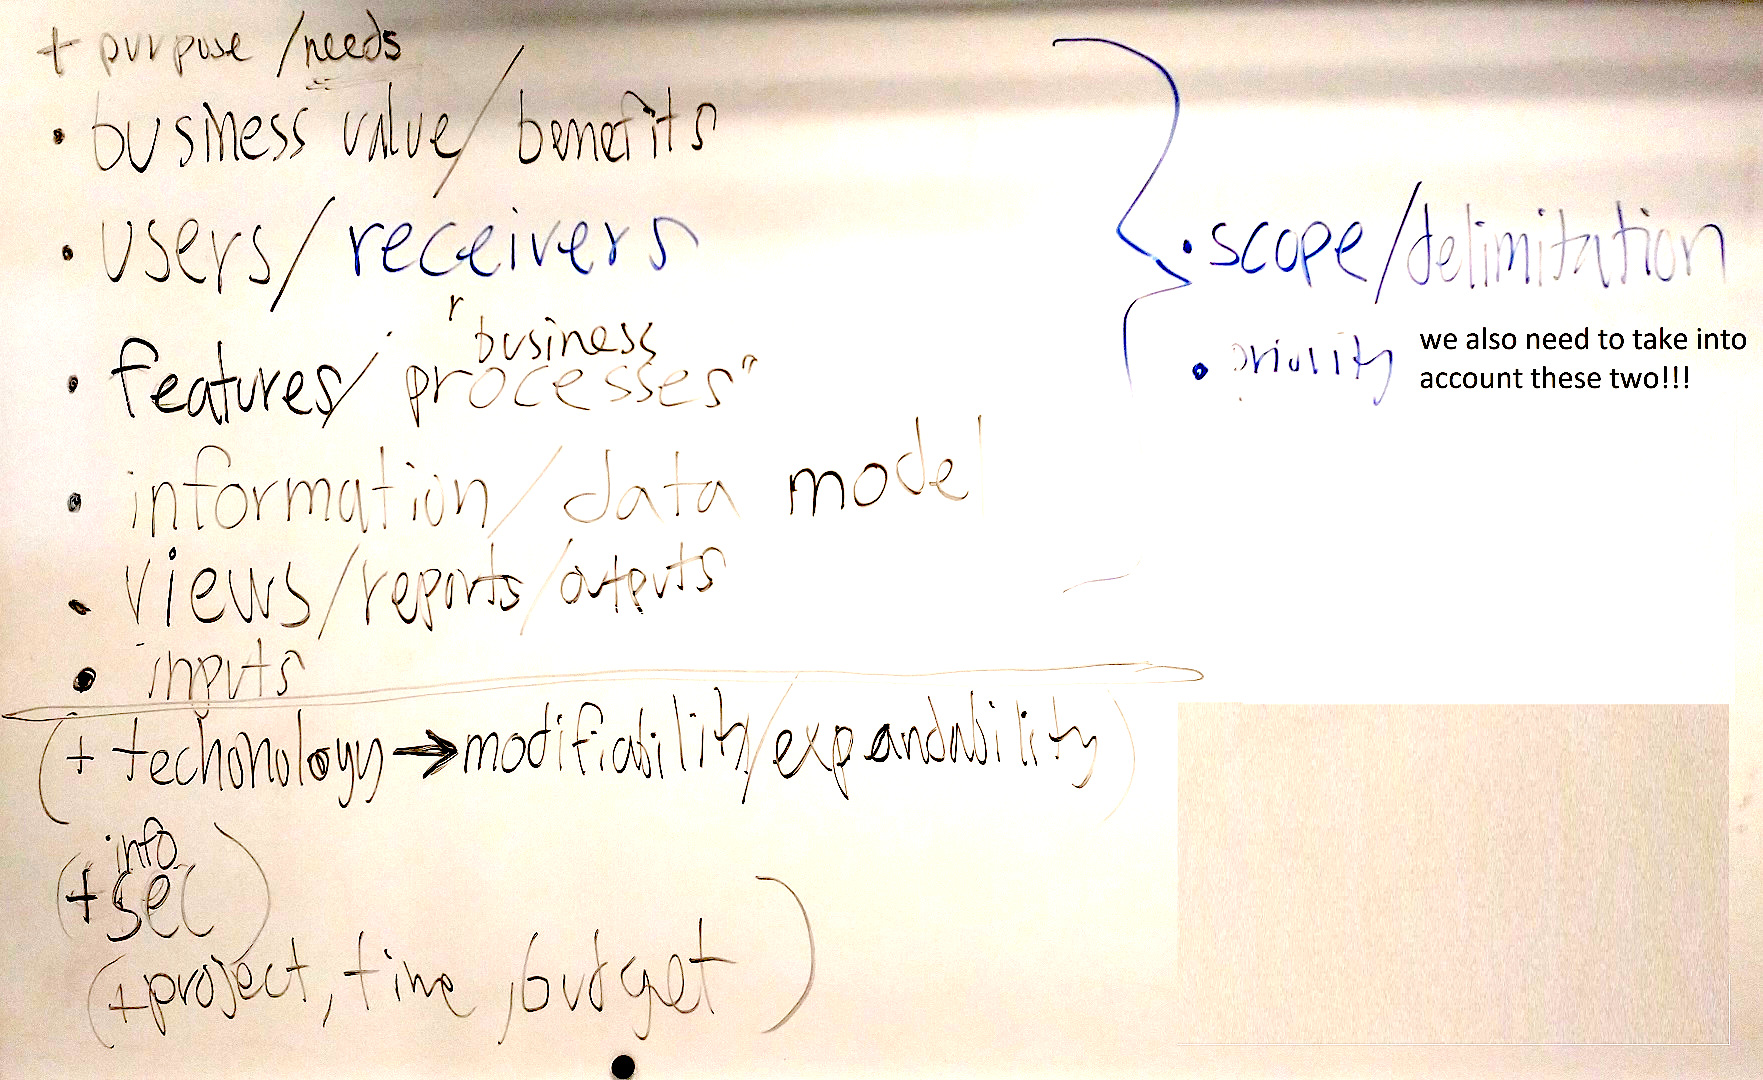 + purpose /needs
• business value / benefits
• users/ receivers
• features/ "business processes"
• information/data model
• views/reports/outputs
• inputs
(+ techonology → modifiability/expandability)
(+ info sec)
(+project, time, budget)
• scope/delimitation
• priority
we also need to take into
account these two!!!